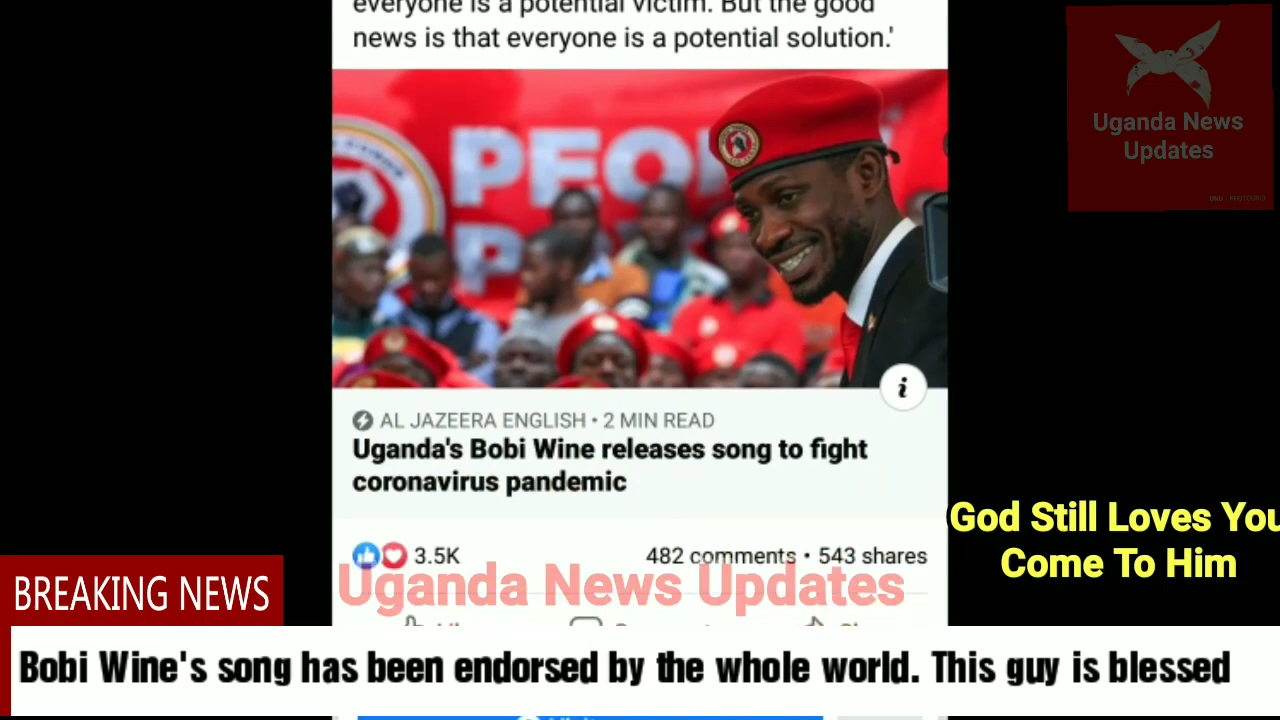 everyone is a potential victim. But the good
news is that everyone is a potential solution.'
Uganda News
Updates
AL JAZEERA ENGLISH • 2 MIN READ
Uganda's Bobi Wine releases song to fight
coronavirus pandemic
God Still Loves You
Come To Him
3.5K
482 comments • 543 shares
Uganda News Updates
BREAKING NEWS
Bobi Wine's song has been endorsed by the whole world. This guy is blessed